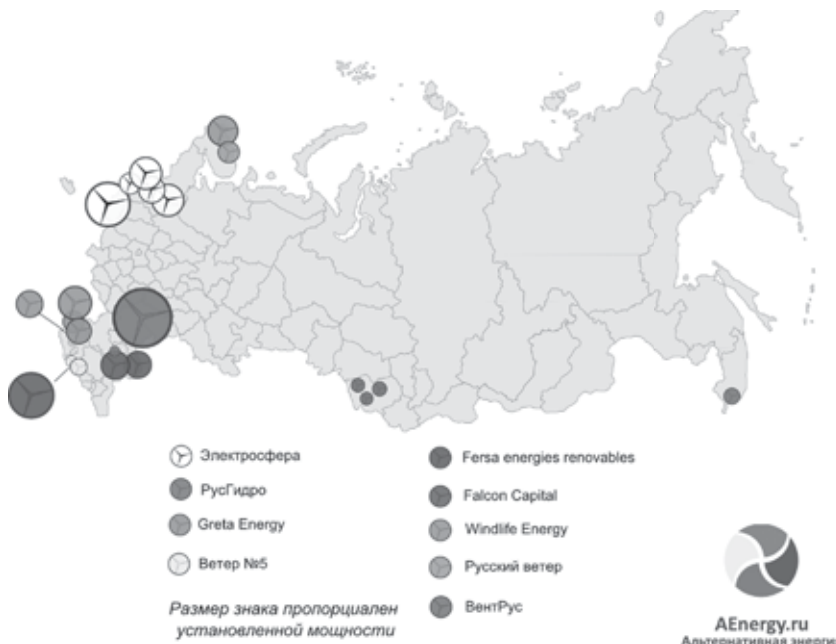 Электросфера
РусГидро
Greta Energy
Ветер №5
Fersa energies renovables
Falcon Capital
Windlife Energy
Русский ветер
ВентРус
Размер знака пропорциален
установленной мощности
AEnergy.ru
Альтернативная энерги